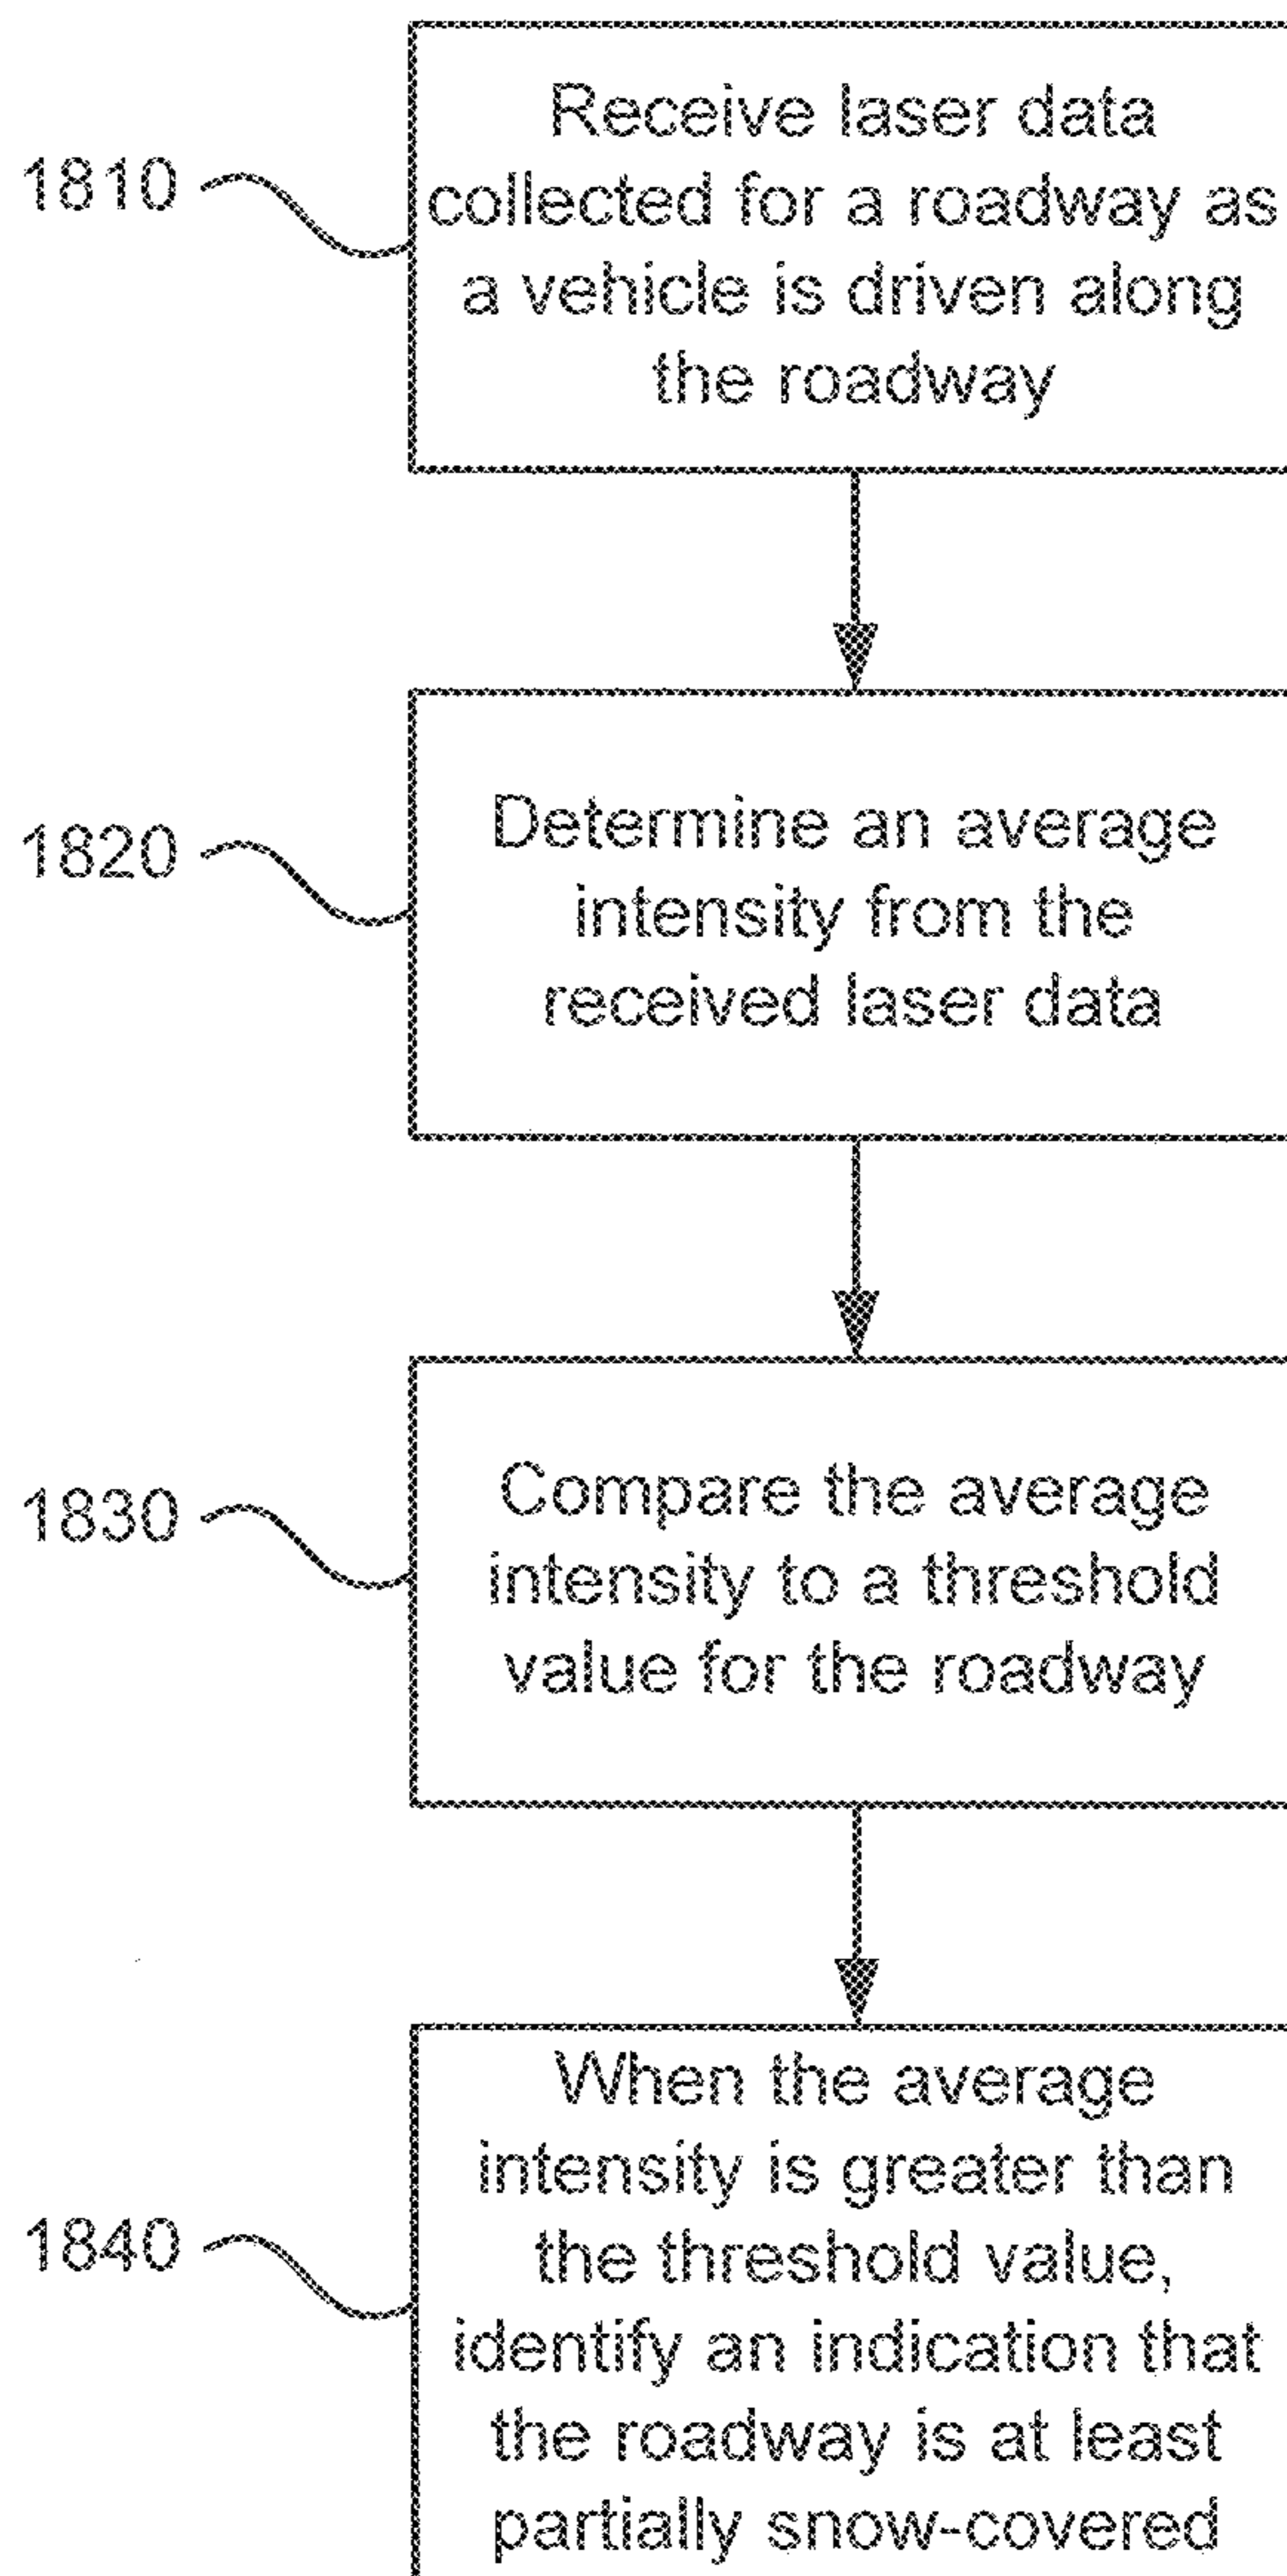 Receive laser data
1810
collected for a roadway as
a vehicle is driven along
the roadway
Determine an average
1820
intensity from the
received laser data
Compare the average
1830
intensity to a threshold
value for the roadway
When the average
intensity is greater than
1840
the threshold value,
identify an indication that
the roadway is at least
partially snow-covered